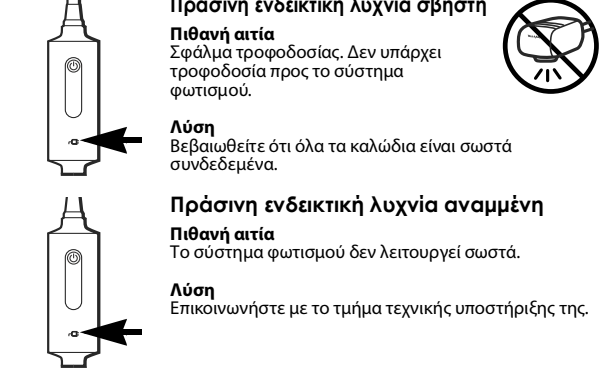 Πράσινη ενδεικτική λυχνία σβηστή
Πιθανή αιτία
Σφάλμα τροφοδοσίας. Δεν υπάρχει
τροφοδοσία προς το σύστημα
φωτισμού.
Λύση
Βεβαιωθείτε ότι όλα τα καλώδια είναι σωστά
συνδεδεμένα.
Πράσινη ενδεικτική λυχνία αναμμένη
Πιθανή αιτία
Το σύστημα φωτισμού δεν λειτουργεί σωστά.
Λύση
Επικοινωνήστε με το τμήμα τεχνικής υποστήριξης της.